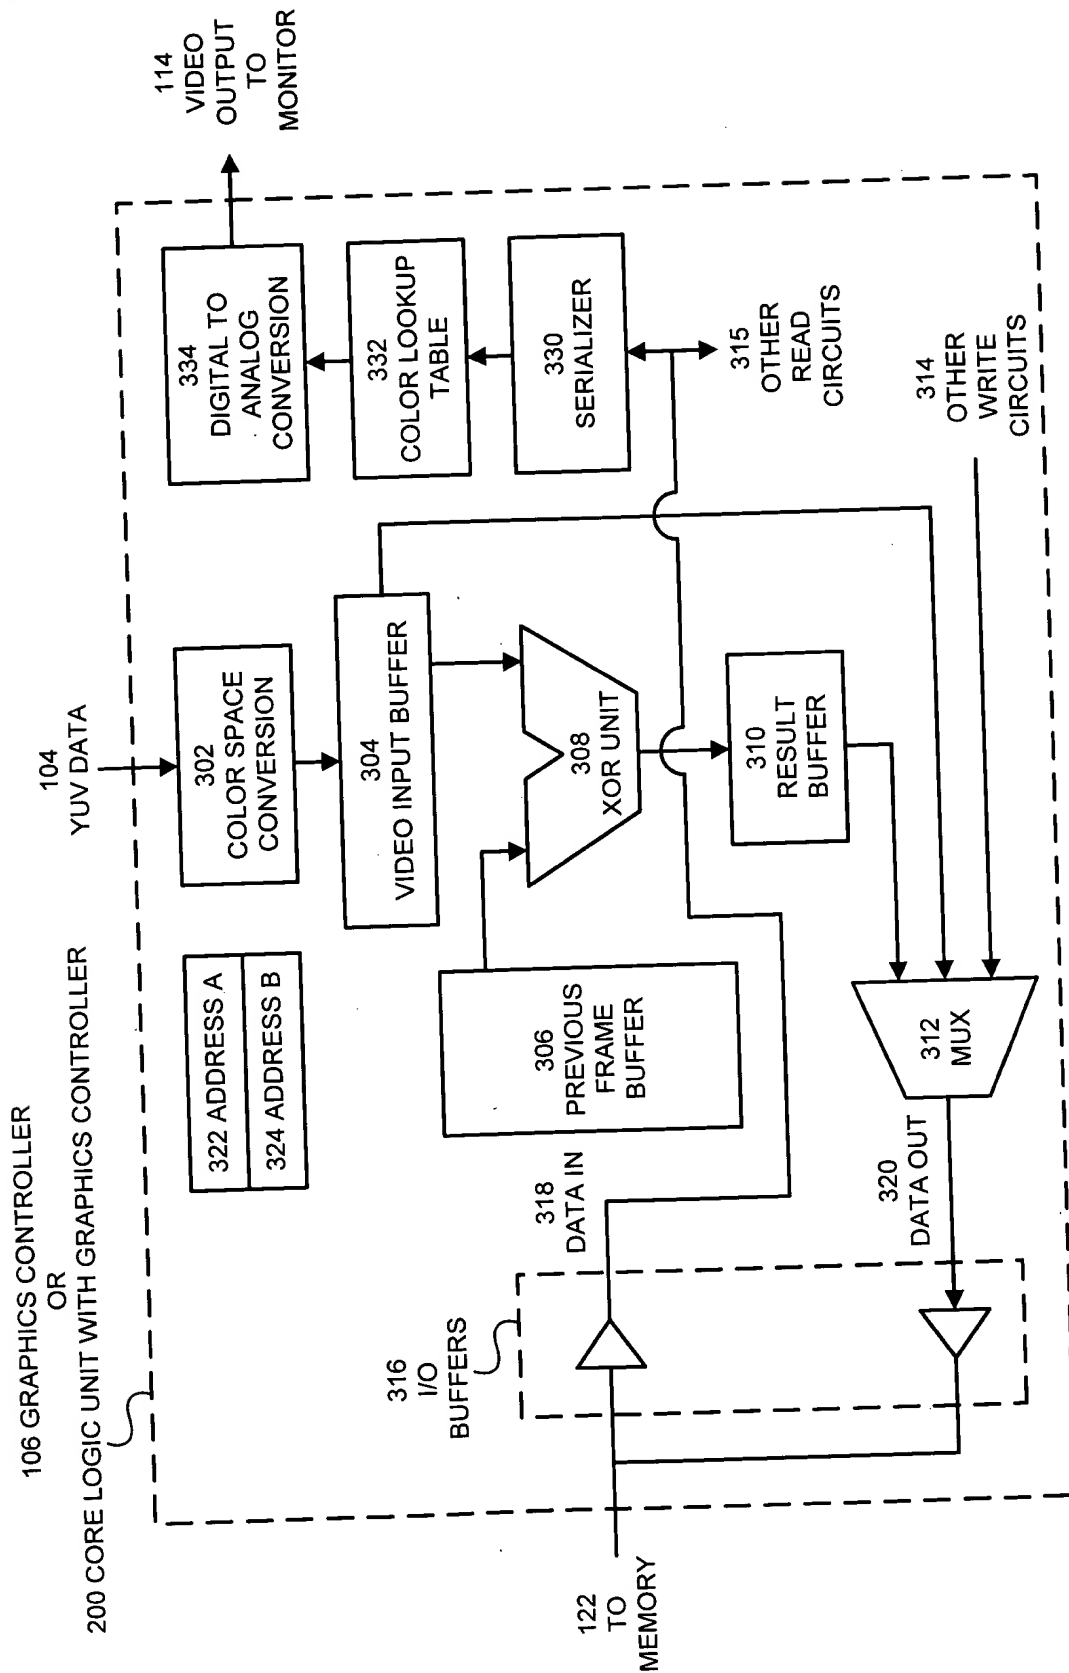 106 GRAPHICS CONTROLLER
OR
200 CORE LOGIC UNIT WITH GRAPHICS CONTROLLER
104
YUV DATA
114
VIDEO
OUTPUT
TO
MONITOR
322 ADDRESS A
324 ADDRESS B
302
COLOR SPACE
CONVERSION
334
DIGITAL TO
ANALOG
CONVERSION
304
VIDEO INPUT BUFFER
332
COLOR LOOKUP
TABLE
316
I/O
BUFFERS
318
DATA IN
306
PREVIOUS
FRAME
BUFFER
308
XOR UNIT
330
SERIALIZER
310
RESULT
BUFFER
315
OTHER
READ
CIRCUITS
122
TO
MEMORY
320
DATA OUT
312
MUX
314
OTHER
WRITE
CIRCUITS